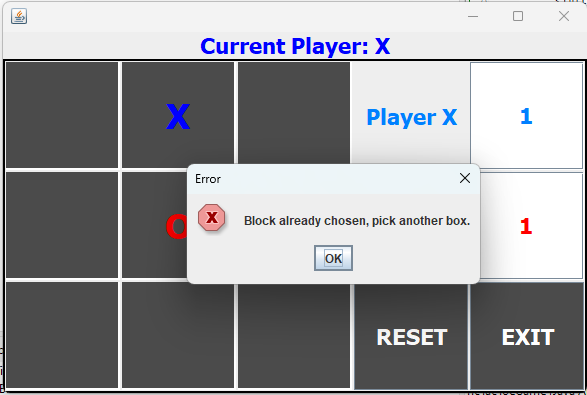 Current Player: X
X
Player X
1
Error
Block already chosen, pick another box.
OK
O
1
RESET
EXIT